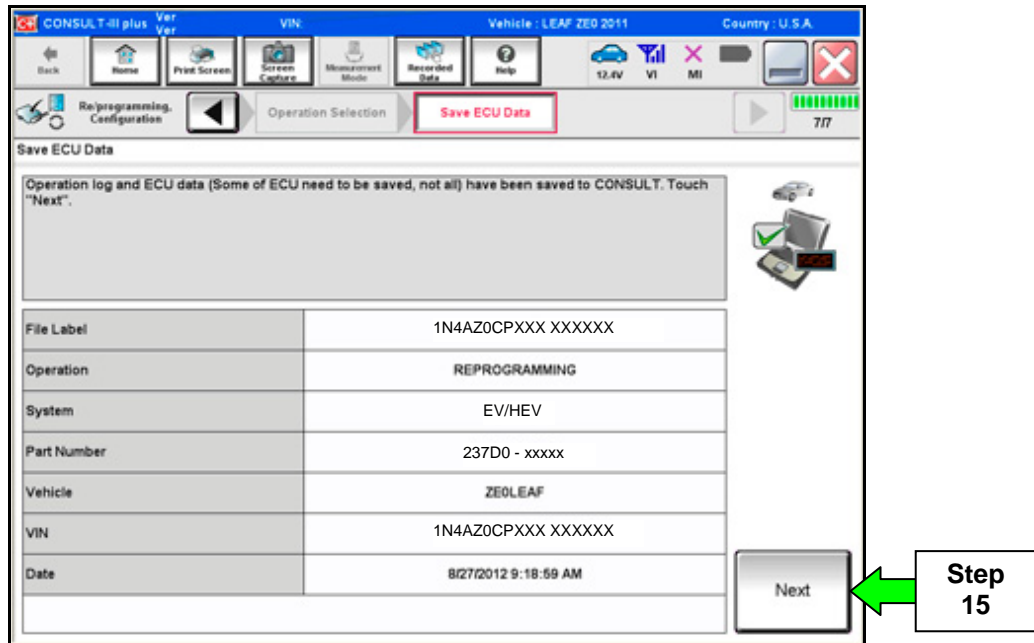 CONSULT-III plus Ver
Ver
VIN:
Vehicle : LEAF ZE0 2011
Country : U.S.A.
Back
Home
Print Screen
Screen Capture
Measurement Mode
Recorded Data
Help
12.4V
VI
MI
Re/programming, Configuration
Operation Selection
Save ECU Data
7/7
Save ECU Data
Operation log and ECU data (Some of ECU need to be saved, not all) have been saved to CONSULT. Touch
"Next".
File Label
1N4AZ0CPXXX XXXXXX
Operation
REPROGRAMMING
System
EV/HEV
Part Number
237D0 - xxxxx
Vehicle
ZE0LEAF
VIN
1N4AZ0CPXXX XXXXXX
Date
8/27/2012 9:18:59 AM
Next
Step
15